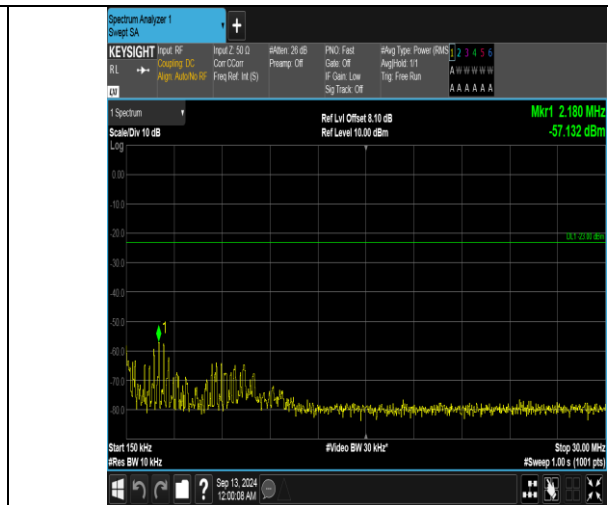 Spectrum Analyzer 1
Swept SA
+
KEYSIGHT Input: RF Input Z: 50 Ω #Atten: 26 dB PNO: Fast #Avg Type: Power (RMS 1 2 3 4 5 6
RL Coupling: DC Corr CCorr Preamp: Off Gate: Off Avg|Hold: 1/1 A W W W W W
Align: Auto/No RF Freq Ref: Int (S) IF Gain: Low Trig: Free Run
Sig Track: Off A A A A A A
1 Spectrum Ref Lvl Offset 8.10 dB Mkr1 2.180 MHz
Scale/Div 10 dB Ref Level 10.00 dBm -57.132 dBm
Log
0.00
-10.0
-20.0
DL1 -23.00 dBm
-30.0
-40.0
-50.0
1
-60.0
-70.0
-80.0
Start 150 kHz #Video BW 30 kHz* Stop 30.00 MHz
#Res BW 10 kHz #Sweep 1.00 s (1001 pts)
? Sep 13, 2024
12:00:08 AM